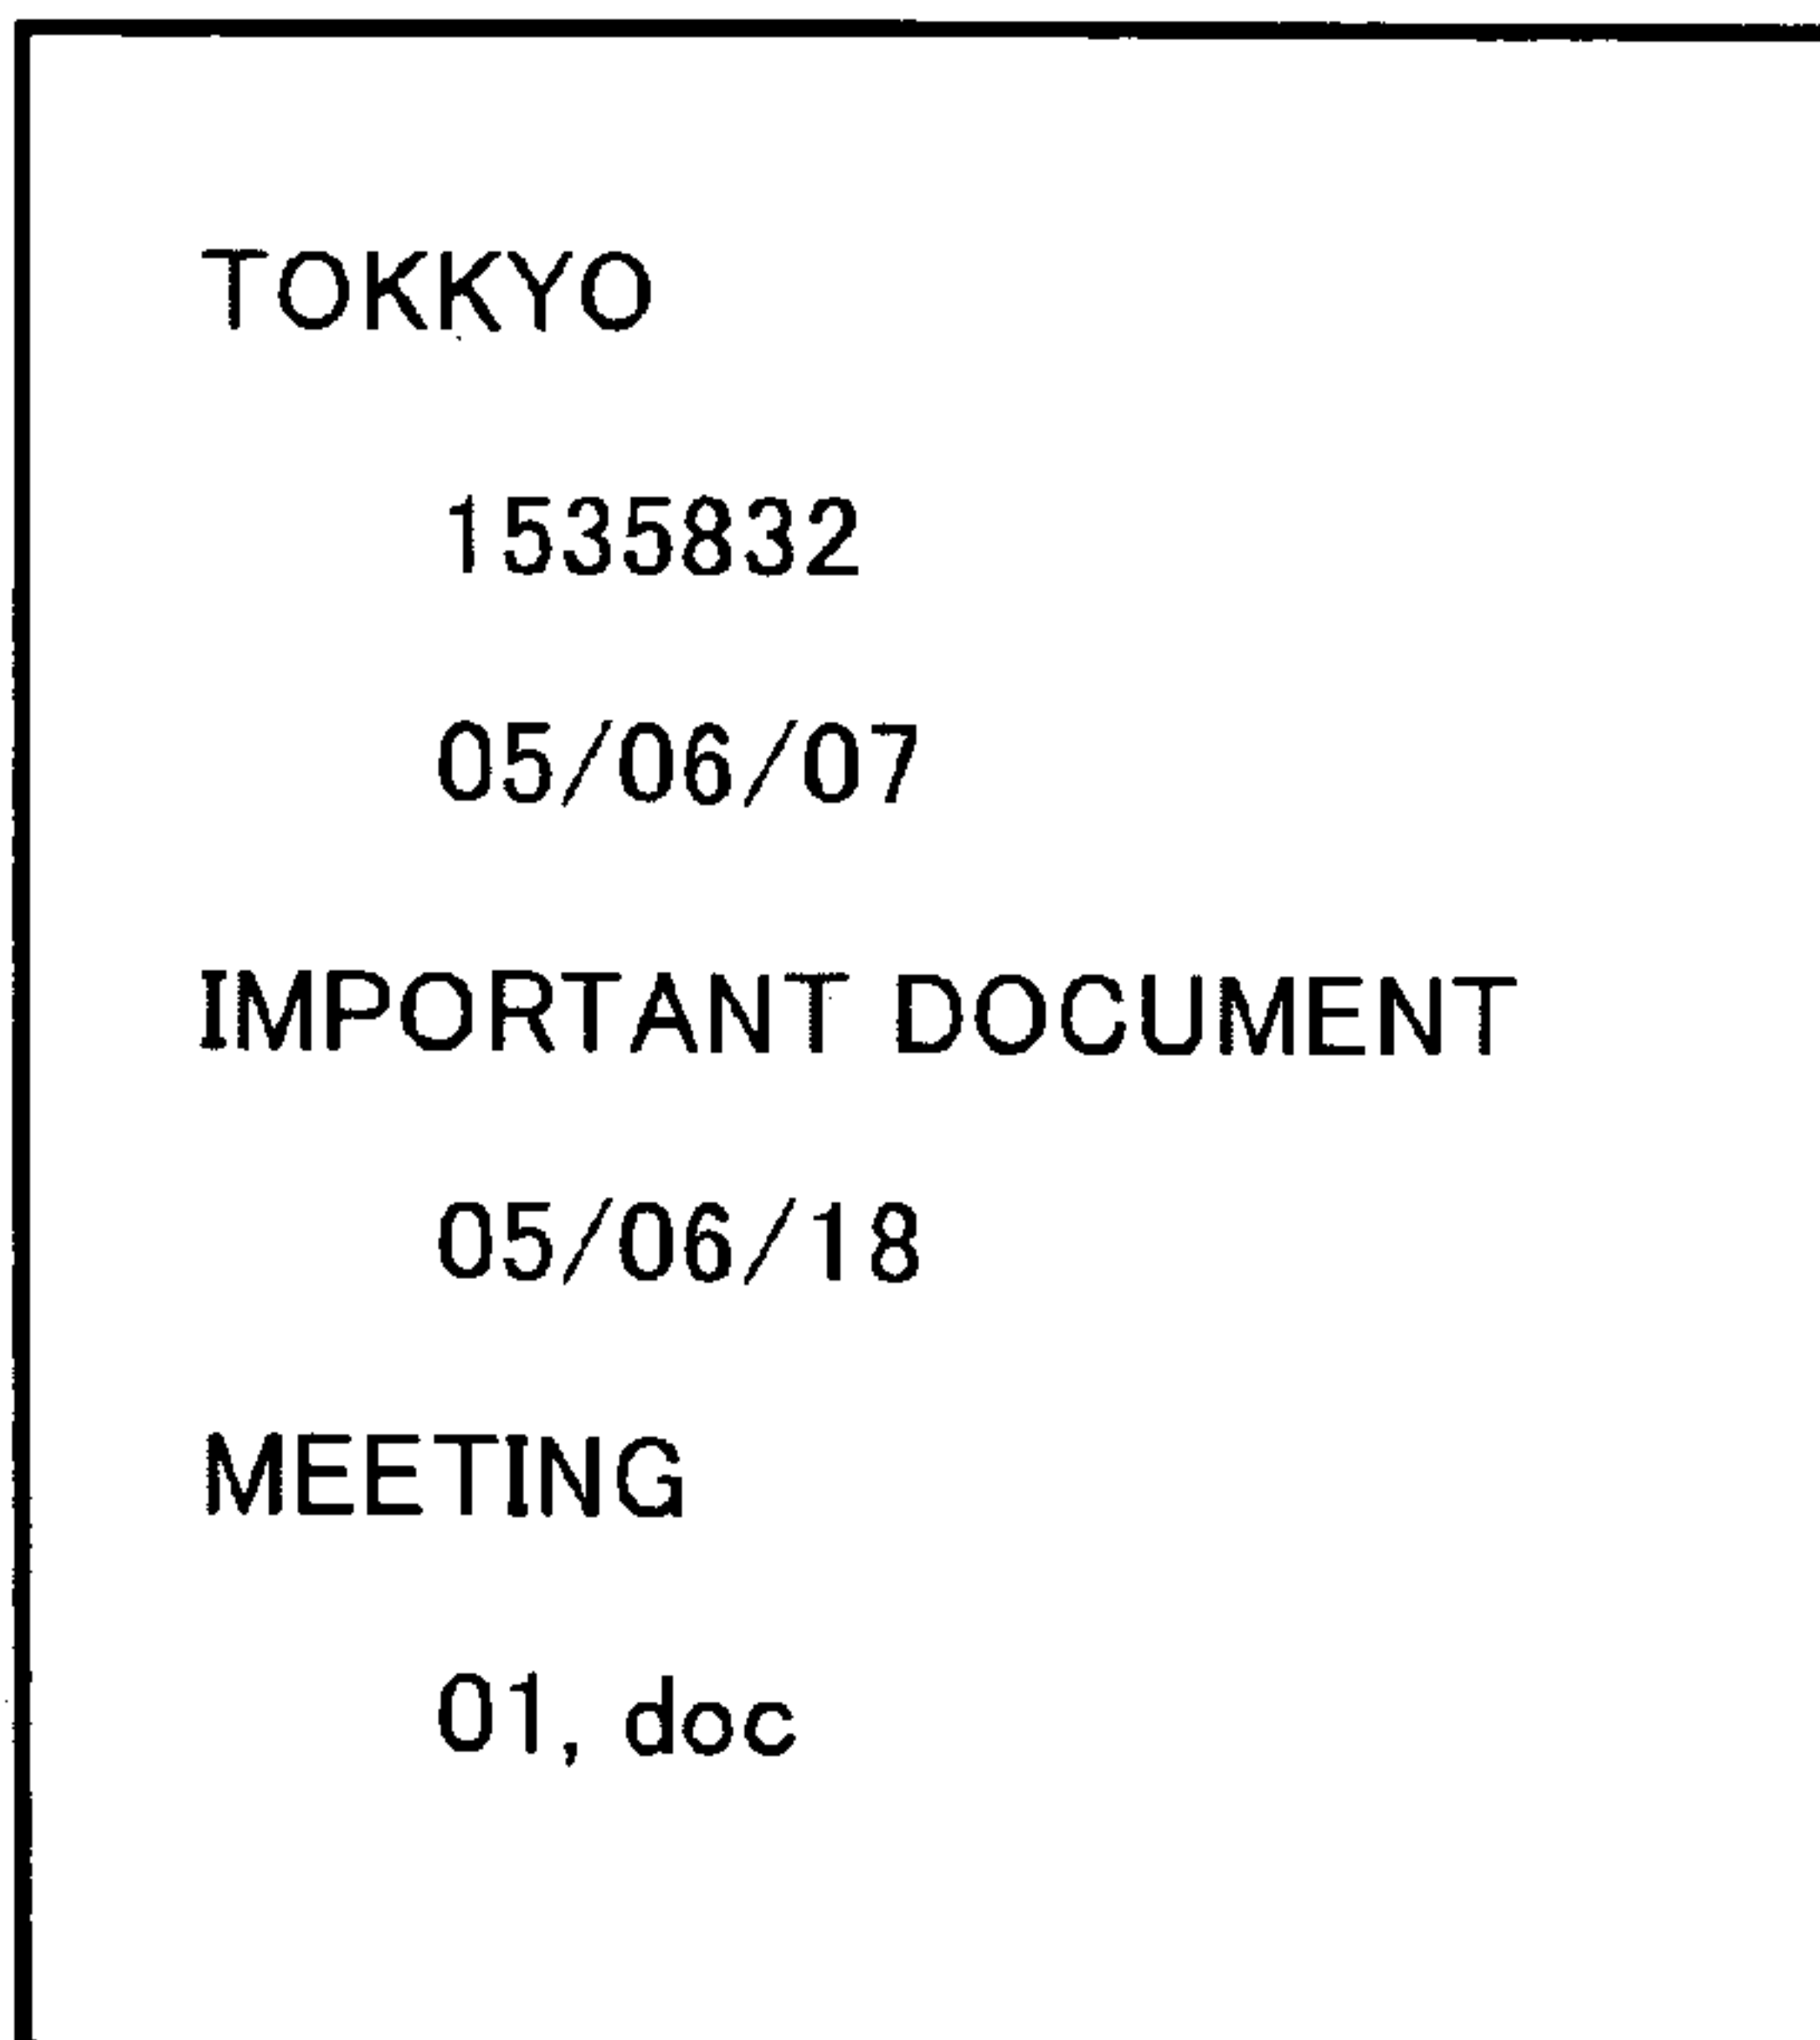 TOKKYO
1535832
05/06/07
IMPORTANT DOCUMENT
05/06/18
MEETING
01, doc